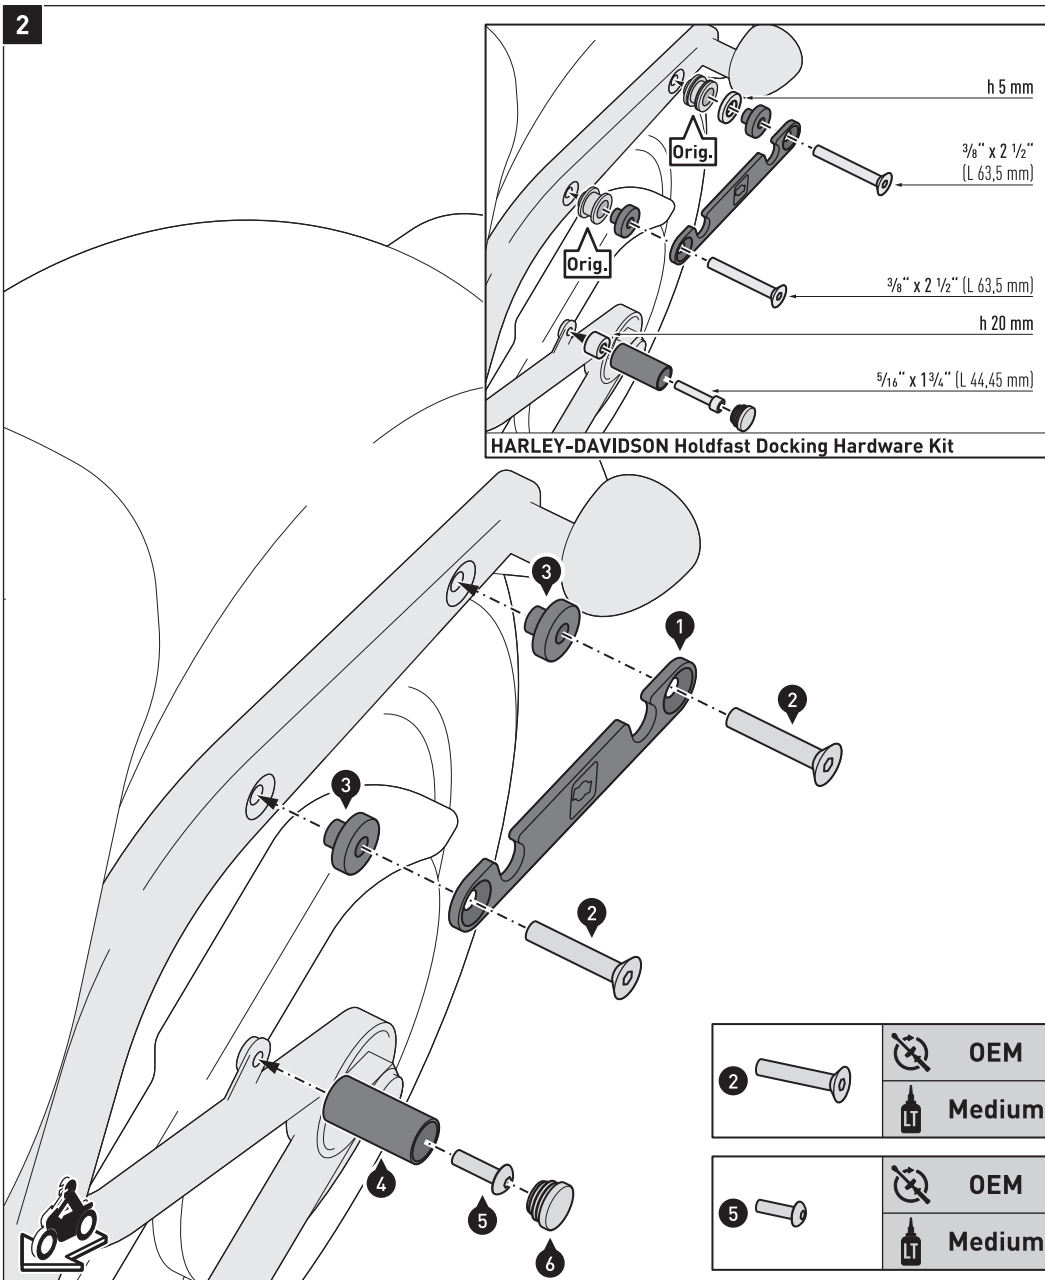 2
h 5 mm
Orig.
³/₈“ x 2 ½“
(L 63,5 mm)
Orig.
³/₈“ x 2 ½“ (L 63,5 mm)
h 20 mm
⁵/₁₆“ x 1 ¾“ (L 44,45 mm)
HARLEY-DAVIDSON Holdfast Docking Hardware Kit
3
1
2
3
2
4
5
6
2
OEM
LT Medium
5
OEM
LT Medium